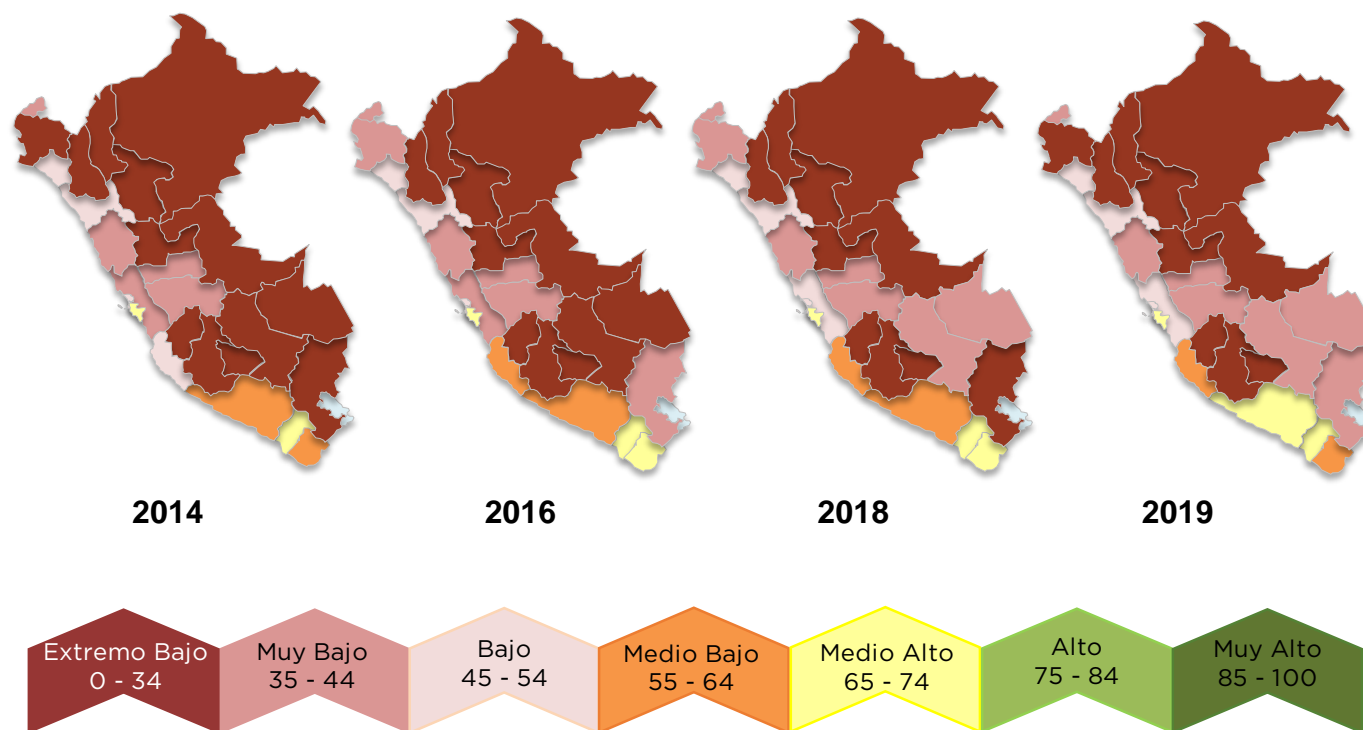 2014
2016
2018
2019
Extremo Bajo
0 - 34
Muy Bajo
35 - 44
Bajo
45 - 54
Medio Bajo
55 - 64
Medio Alto
65 - 74
Alto
75 - 84
Muy Alto
85 - 100